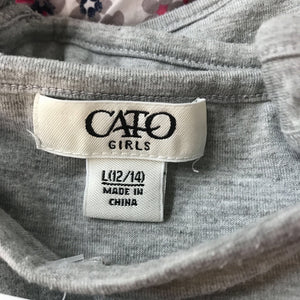 CATO
GIRLS
L(12/14)
MADE IN
CHINA